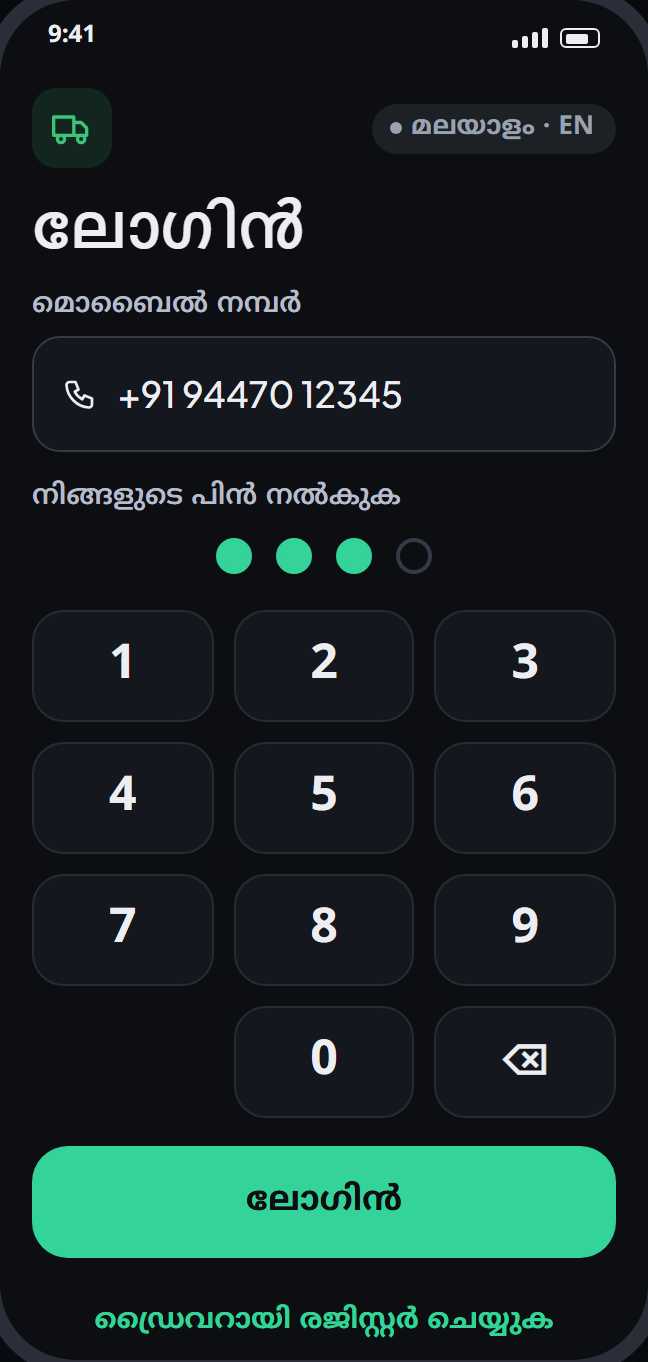 9:41
മലയാളം · EN
ലോഗിൻ
മൊബൈൽ നമ്പർ
+91 94470 12345
നിങ്ങളുടെ പിൻ നൽകുക
1 2 3
4 5 6
7 8 9
0
ലോഗിൻ
ഡ്രൈവറായി രജിസ്റ്റർ ചെയ്യുക